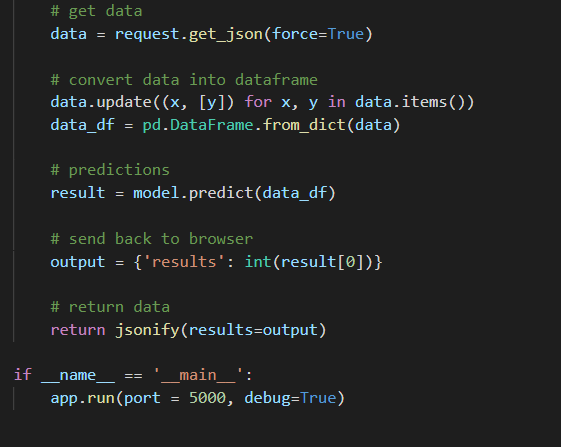 # get data
data = request.get_json(force=True)
# convert data into dataframe
data.update((x, [y]) for x, y in data.items())
data_df = pd.DataFrame.from_dict(data)
# predictions
result = model.predict(data_df)
# send back to browser
output = {'results': int(result[0])}
# return data
return jsonify(results=output)
if __name__ == '__main__':
app.run(port = 5000, debug=True)